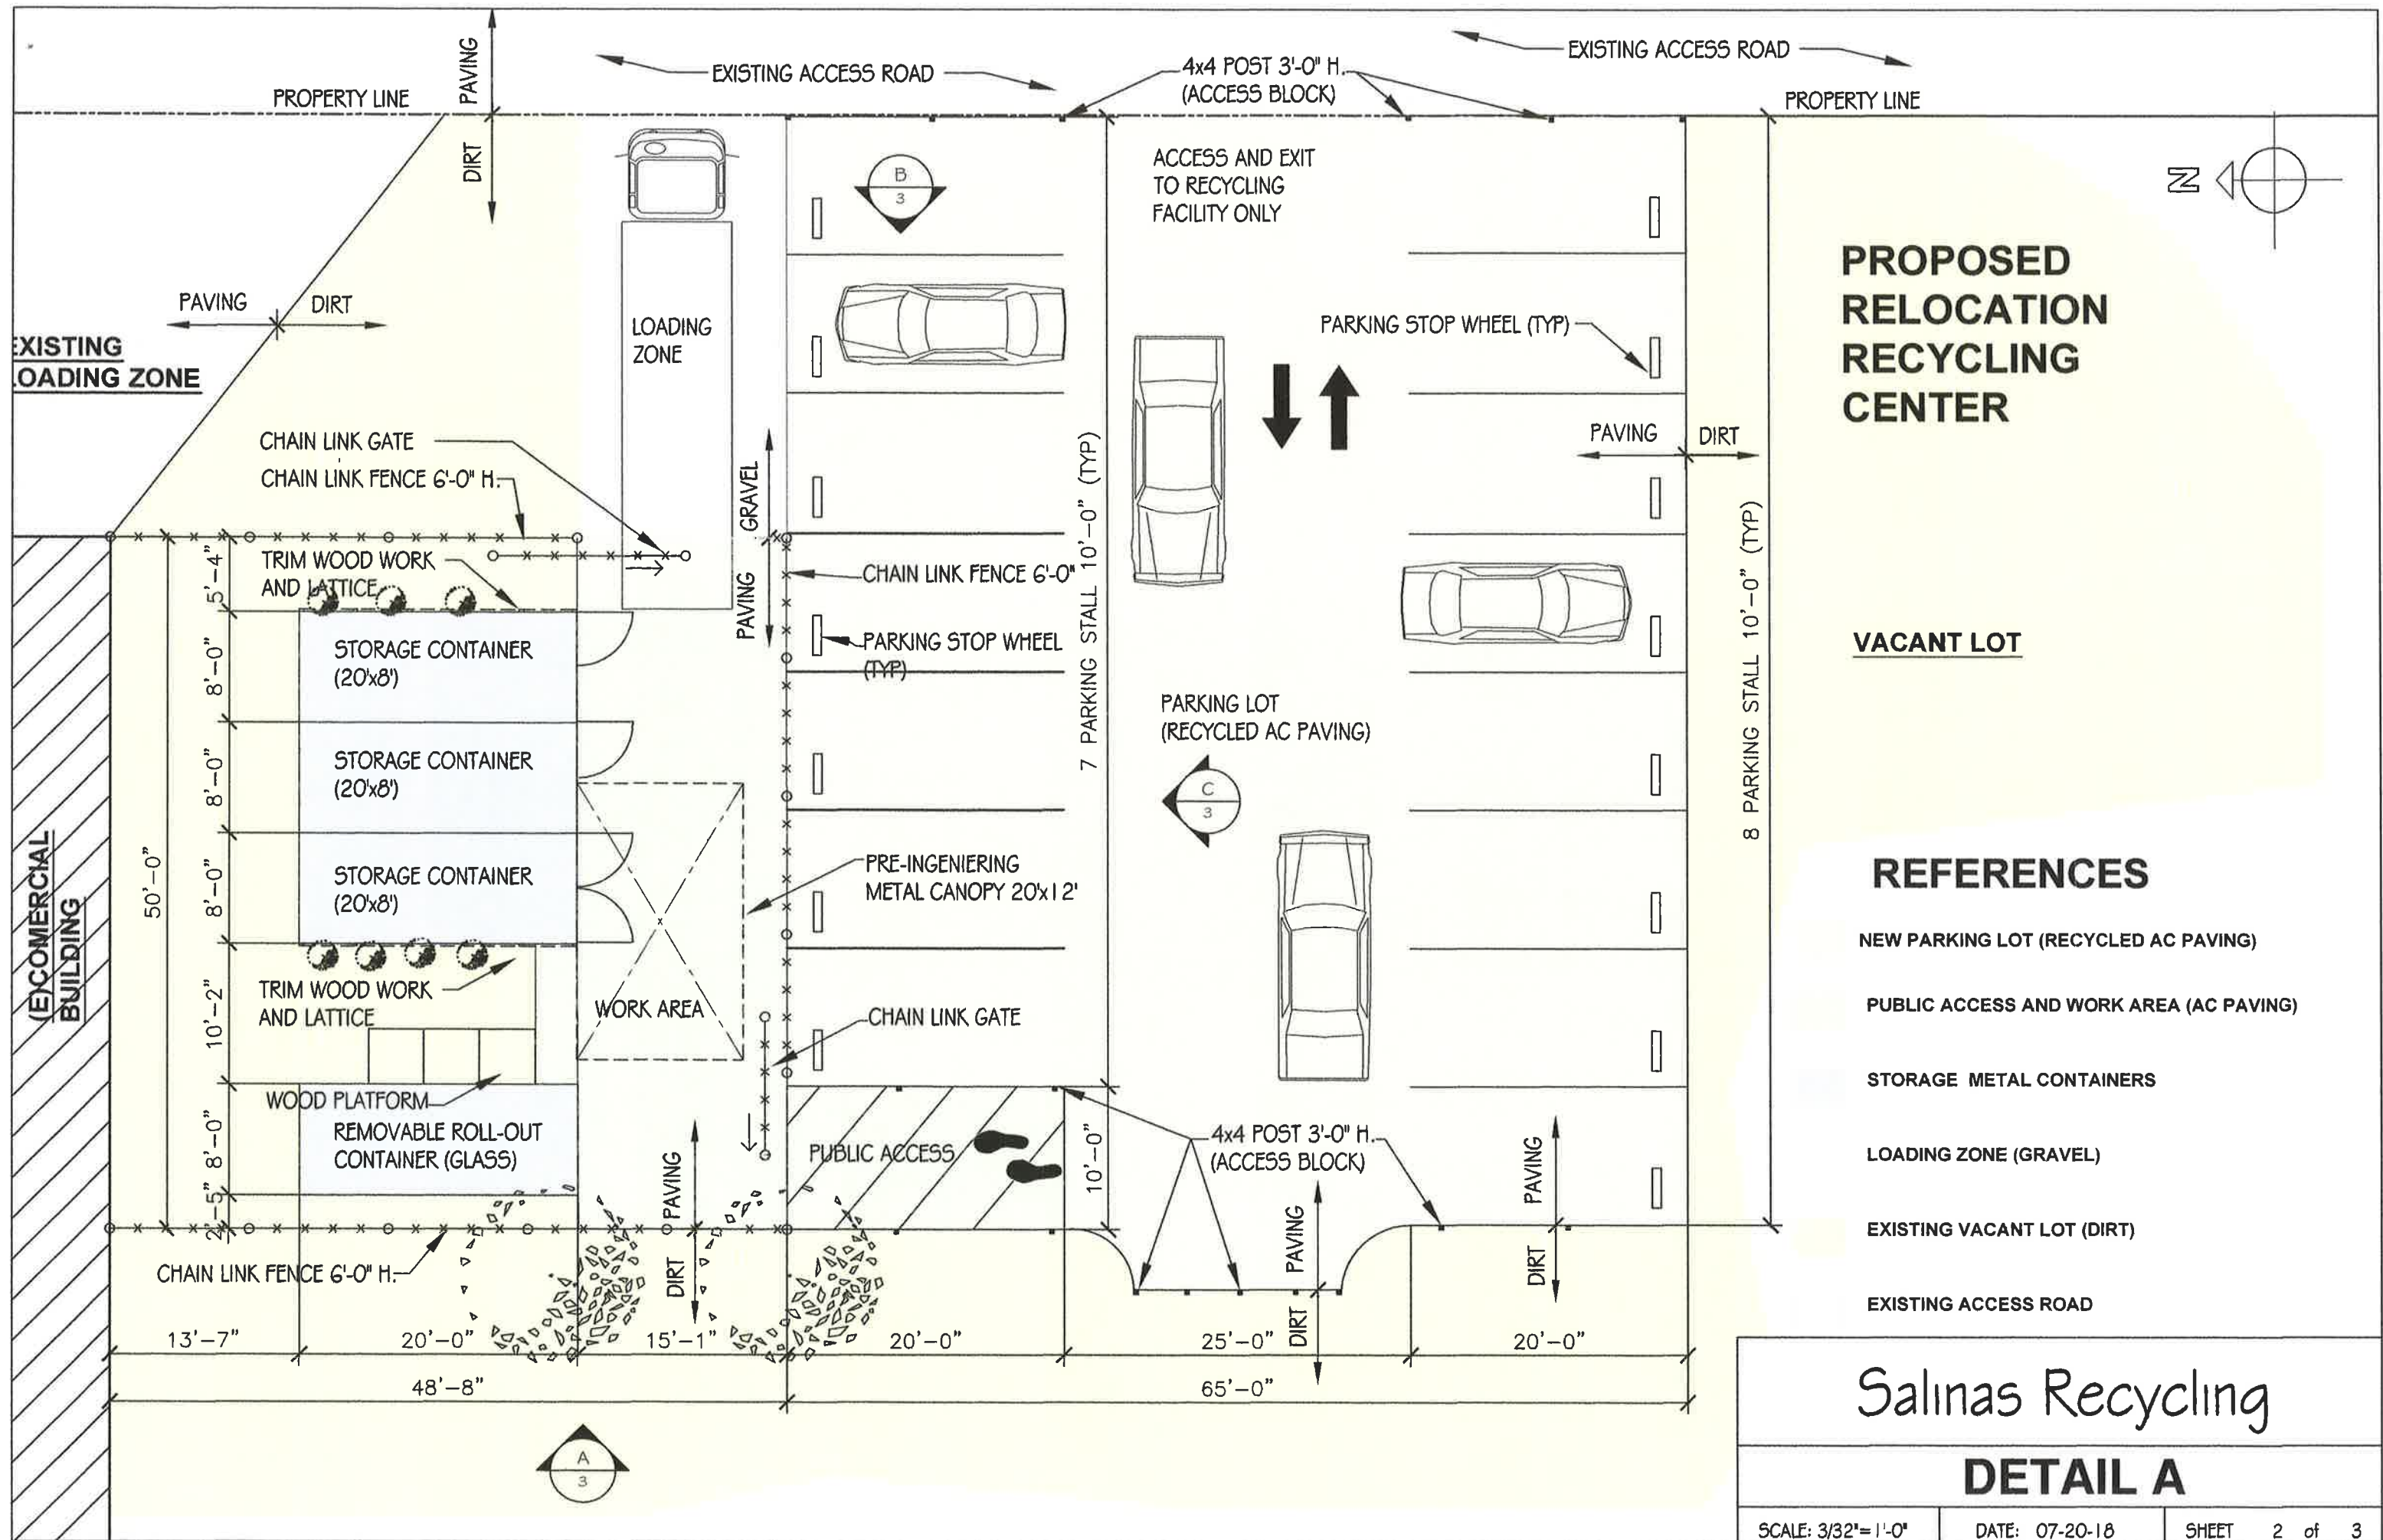 PAVING
EXISTING ACCESS ROAD
4x4 POST 3'-0" H.
(ACCESS BLOCK)
EXISTING ACCESS ROAD
PROPERTY LINE
PROPERTY LINE
DIRT
B
3
ACCESS AND EXIT
TO RECYCLING
FACILITY ONLY
N
PROPOSED
RELOCATION
RECYCLING
CENTER
PAVING
DIRT
EXISTING
LOADING ZONE
LOADING
ZONE
PARKING STOP WHEEL (TYP)
PAVING
DIRT
CHAIN LINK GATE
CHAIN LINK FENCE 6'-0" H.
GRAVEL
PAVING
7 PARKING STALL 10'-0" (TYP)
8 PARKING STALL 10'-0" (TYP)
TRIM WOOD WORK
AND LATTICE
CHAIN LINK FENCE 6'-0"
PARKING STOP WHEEL
(TYP)
VACANT LOT
5'-4"
8'-0"
8'-0"
8'-0"
10'-2"
8'-0"
2'-5"
50'-0"
STORAGE CONTAINER
(20'x8')
STORAGE CONTAINER
(20'x8')
STORAGE CONTAINER
(20'x8')
PARKING LOT
(RECYCLED AC PAVING)
C
3
(E)COMERCIAL
BUILDING
PRE-INGENIERING
METAL CANOPY 20'x12'
REFERENCES
NEW PARKING LOT (RECYCLED AC PAVING)
PUBLIC ACCESS AND WORK AREA (AC PAVING)
STORAGE METAL CONTAINERS
LOADING ZONE (GRAVEL)
EXISTING VACANT LOT (DIRT)
EXISTING ACCESS ROAD
TRIM WOOD WORK
AND LATTICE
WORK AREA
CHAIN LINK GATE
WOOD PLATFORM
REMOVABLE ROLL-OUT
CONTAINER (GLASS)
PUBLIC ACCESS
10'-0"
4x4 POST 3'-0" H.
(ACCESS BLOCK)
PAVING
DIRT
PAVING
DIRT
PAVING
DIRT
CHAIN LINK FENCE 6'-0" H.
13'-7"
20'-0"
15'-1"
20'-0"
25'-0"
20'-0"
48'-8"
65'-0"
A
3
Salinas Recycling
DETAIL A
SCALE: 3/32"=1'-0"
DATE: 07-20-18
SHEET 2 of 3